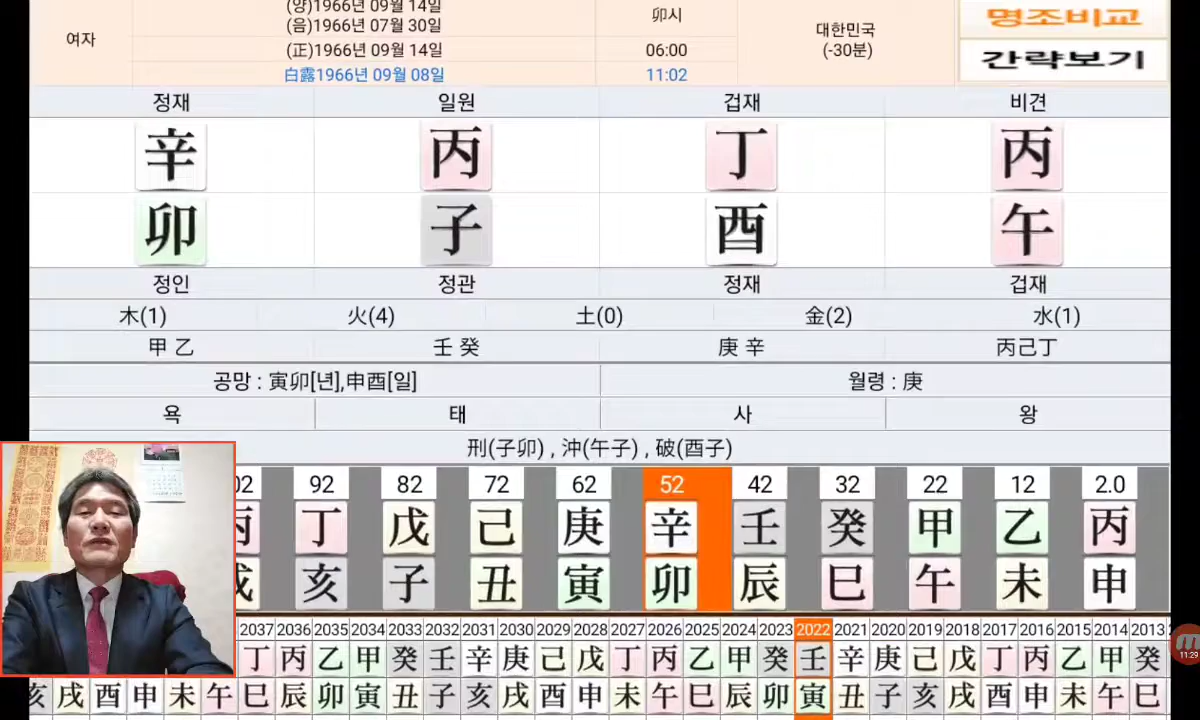 (양)1966년 09월 14일
(음)1966년 07월 30일
여자
(正)1966년 09월 14일
白露1966년 09월 08일
卯시
06:00
11:02
대한민국
(-30분)
명조비교
간략보기
정재 일원 겁재 비견
辛 丙 丁 丙
卯 子 酉 午
정인 정관 정재 겁재
木(1) 火(4) 土(0) 金(2) 水(1)
甲 乙 壬 癸 庚 辛 丙己丁
공망 : 寅卯[년],申酉[일] 월령 : 庚
욕 태 사 왕
刑(子卯) , 沖(午子) , 破(酉子)
92 82 72 62 52 42 32 22 12 2.0
丁 戊 己 庚 辛 壬 癸 甲 乙 丙
亥 子 丑 寅 卯 辰 巳 午 未 申
2037 2036 2035 2034 2033 2032 2031 2030 2029 2028 2027 2026 2025 2024 2023 2022 2021 2020 2019 2018 2017 2016 2015 2014 2013
丁 丙 乙 甲 癸 壬 辛 庚 己 戊 丁 丙 乙 甲 癸 壬 辛 庚 己 戊 丁 丙 乙 甲 癸
亥 戌 酉 申 未 午 巳 辰 卯 寅 丑 子 亥 戌 酉 申 未 午 巳 辰 卯 寅 丑 子 亥 戌 酉 申 未 午 巳
11:29